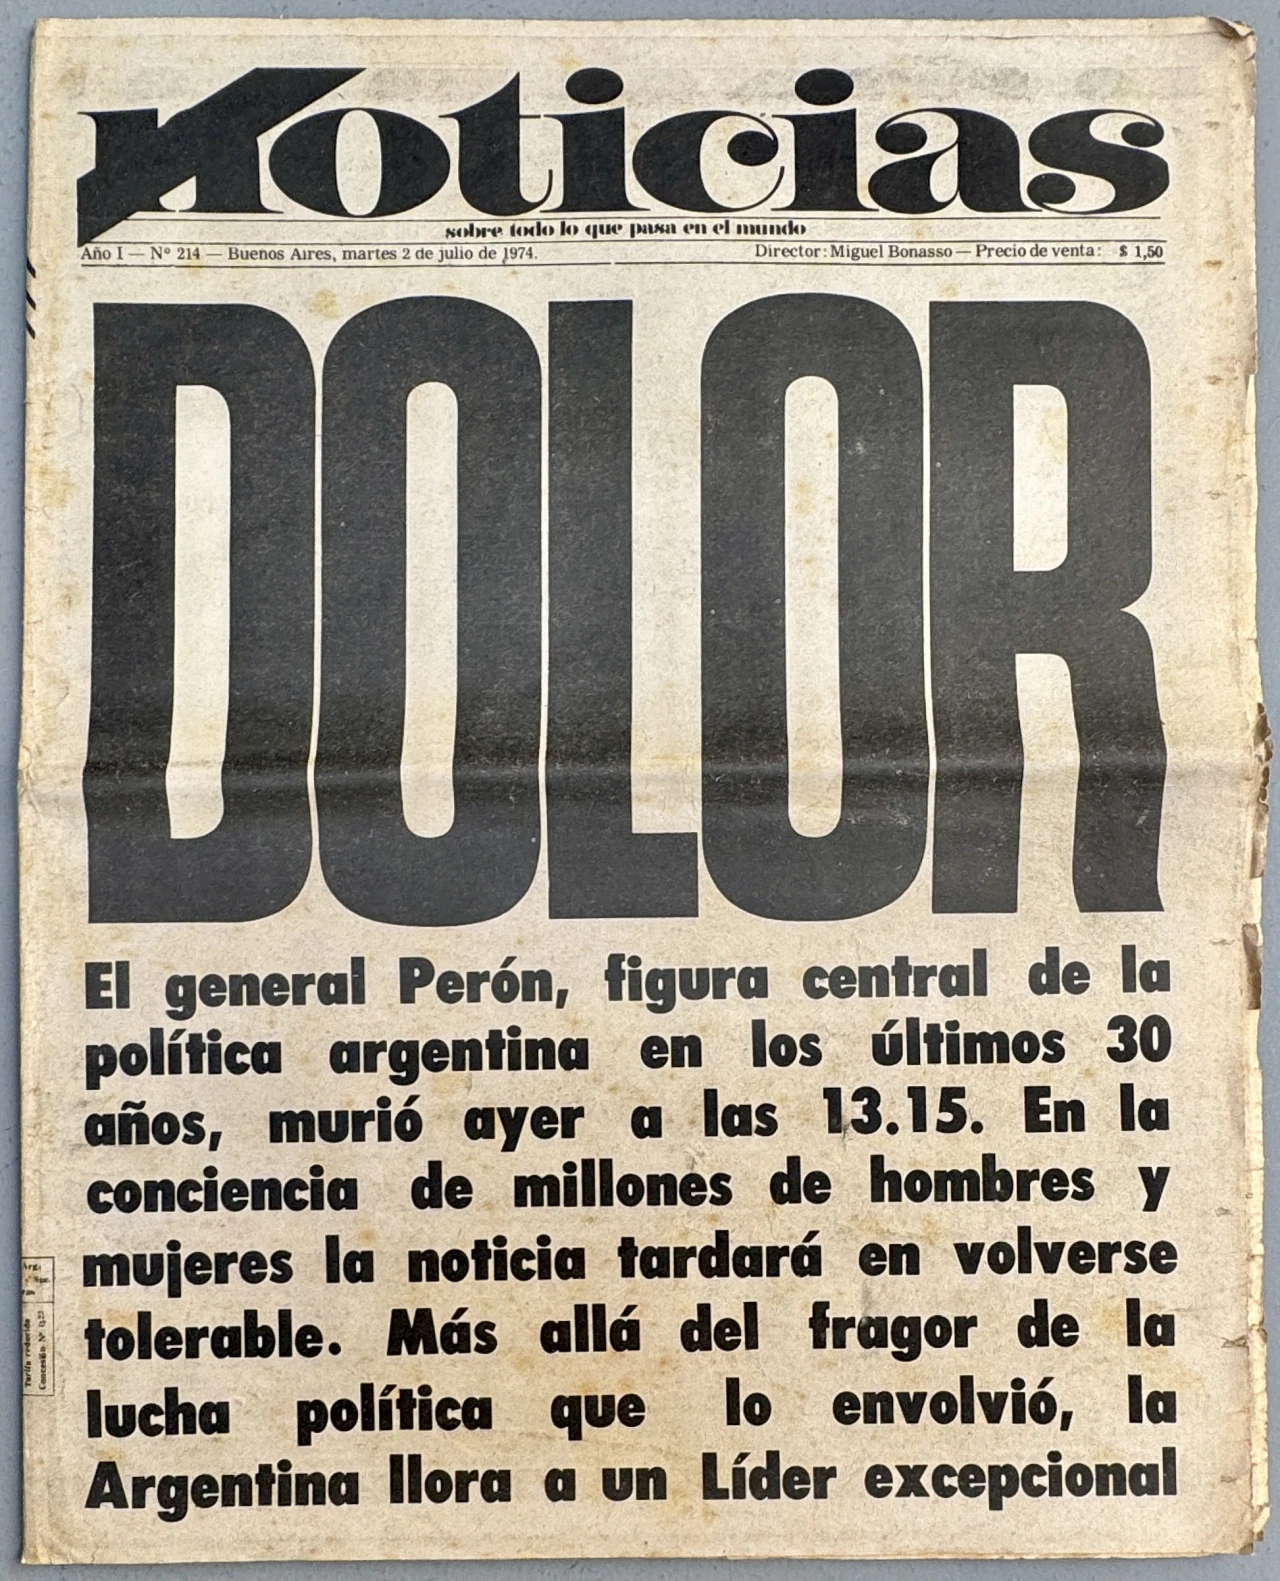 Noticias
sobre todo lo que pasa en el mundo
Año I — Nº 214 — Buenos Aires, martes 2 de julio de 1974.
Director: Miguel Bonasso — Precio de venta: $ 1,50
DOLOR
El general Perón, figura central de la
política argentina en los últimos 30
años, murió ayer a las 13.15. En la
conciencia de millones de hombres y
mujeres la noticia tardará en volverse
tolerable. Más allá del fragor de la
lucha política que lo envolvió, la
Argentina llora a un Líder excepcional
Tarifa reducida
Concesión Nº